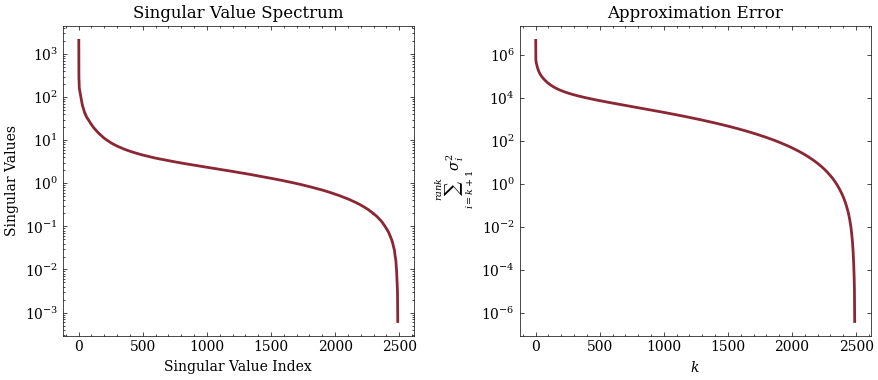 Singular Value Spectrum
Singular Values
10³
10²
10¹
10⁰
10⁻¹
10⁻²
10⁻³
0 500 1000 1500 2000 2500
Singular Value Index
Approximation Error
∑_{i=k+1}^{rank} σ_i^2
10⁶
10⁴
10²
10⁰
10⁻²
10⁻⁴
10⁻⁶
0 500 1000 1500 2000 2500
k